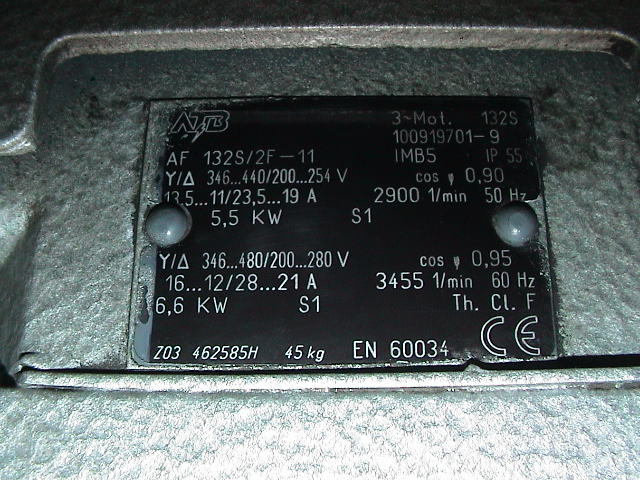 ATB
3~Mot. 132S
100919701-9
AF 132S/2F-11 IMB5 IP 55
Y/Δ 346...440/200...254 V cos φ 0,90
13,5...11/23,5...19 A 2900 1/min 50 Hz
5,5 KW S1
Y/Δ 346...480/200...280 V cos φ 0,95
16...12/28...21 A 3455 1/min 60 Hz
6,6 KW S1 Th. Cl. F
Z03 462585H 45 kg EN 60034 CE